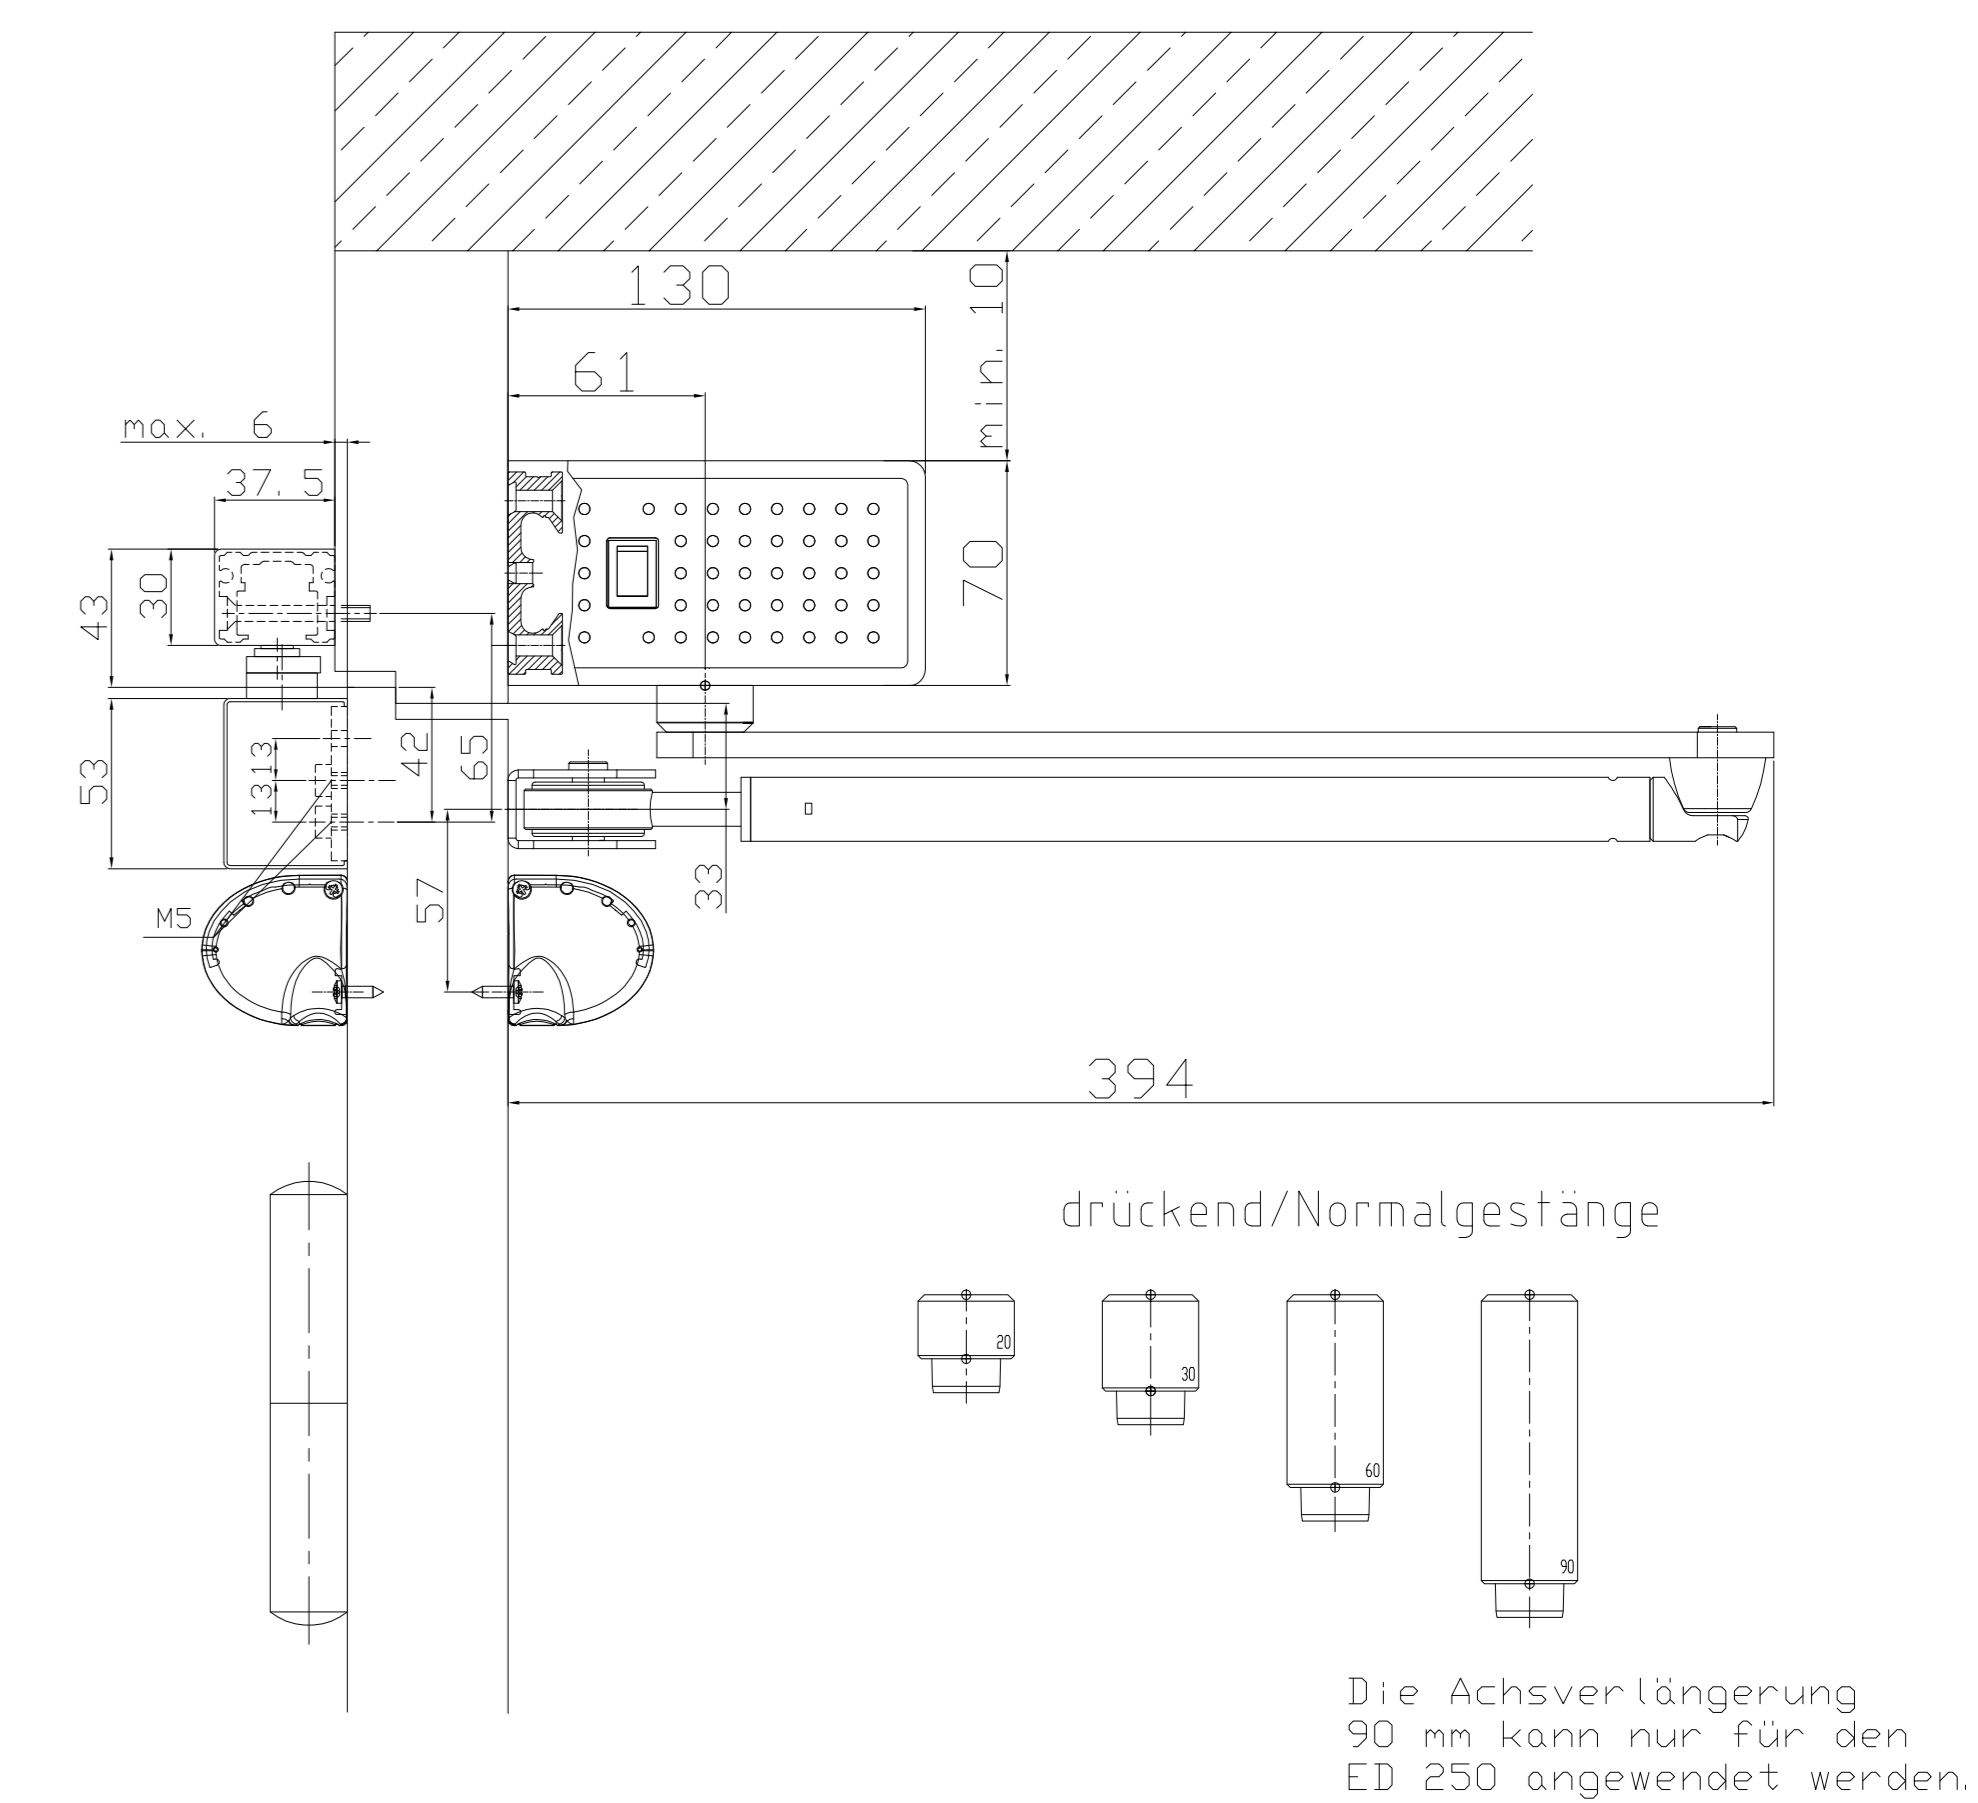 130
min. 10
61
max. 6
37.5
70
43
30
53
13
13
42
65
33
57
M5
394
drückend/Normalgestänge
20
30
60
90
Die Achsverlängerung
90 mm kann nur für den
ED 250 angewendet werden.